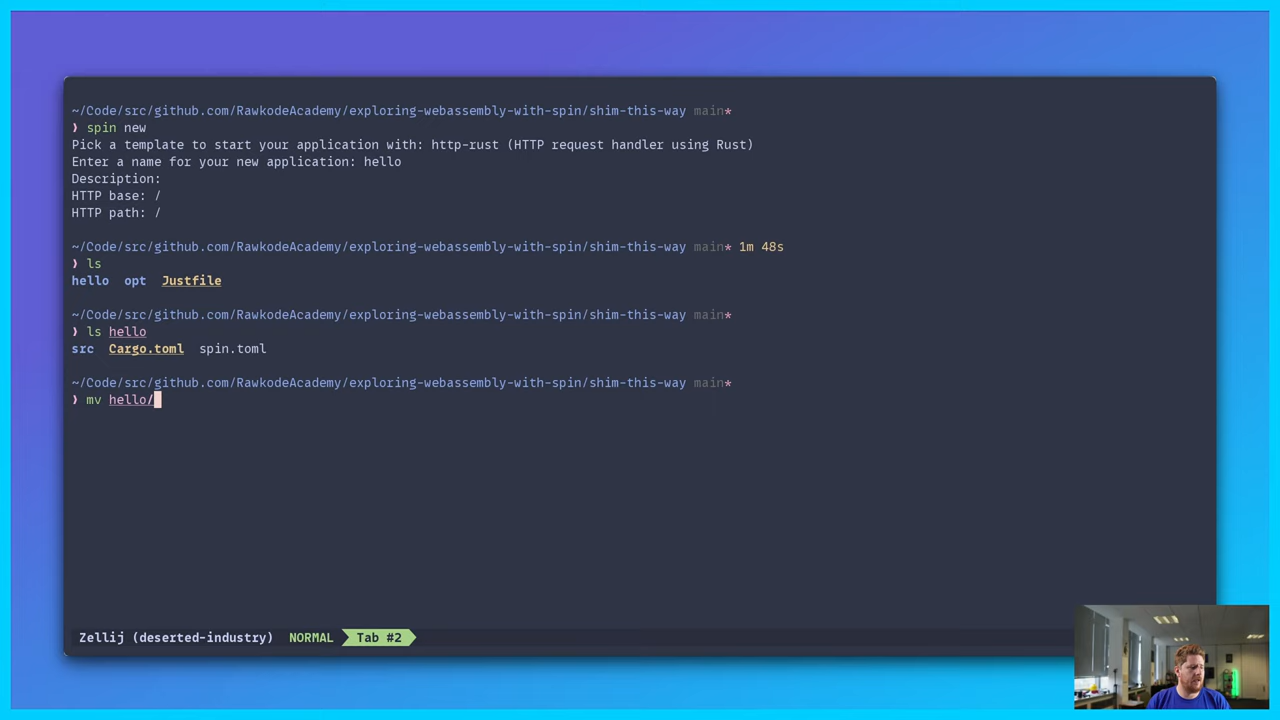 ~/Code/src/github.com/RawkodeAcademy/exploring-webassembly-with-spin/shim-this-way main*
❯ spin new
Pick a template to start your application with: http-rust (HTTP request handler using Rust)
Enter a name for your new application: hello
Description:
HTTP base: /
HTTP path: /
~/Code/src/github.com/RawkodeAcademy/exploring-webassembly-with-spin/shim-this-way main* 1m 48s
❯ ls
hello opt Justfile
~/Code/src/github.com/RawkodeAcademy/exploring-webassembly-with-spin/shim-this-way main*
❯ ls hello
src Cargo.toml spin.toml
~/Code/src/github.com/RawkodeAcademy/exploring-webassembly-with-spin/shim-this-way main*
❯ mv hello/
Zellij (deserted-industry) NORMAL Tab #2